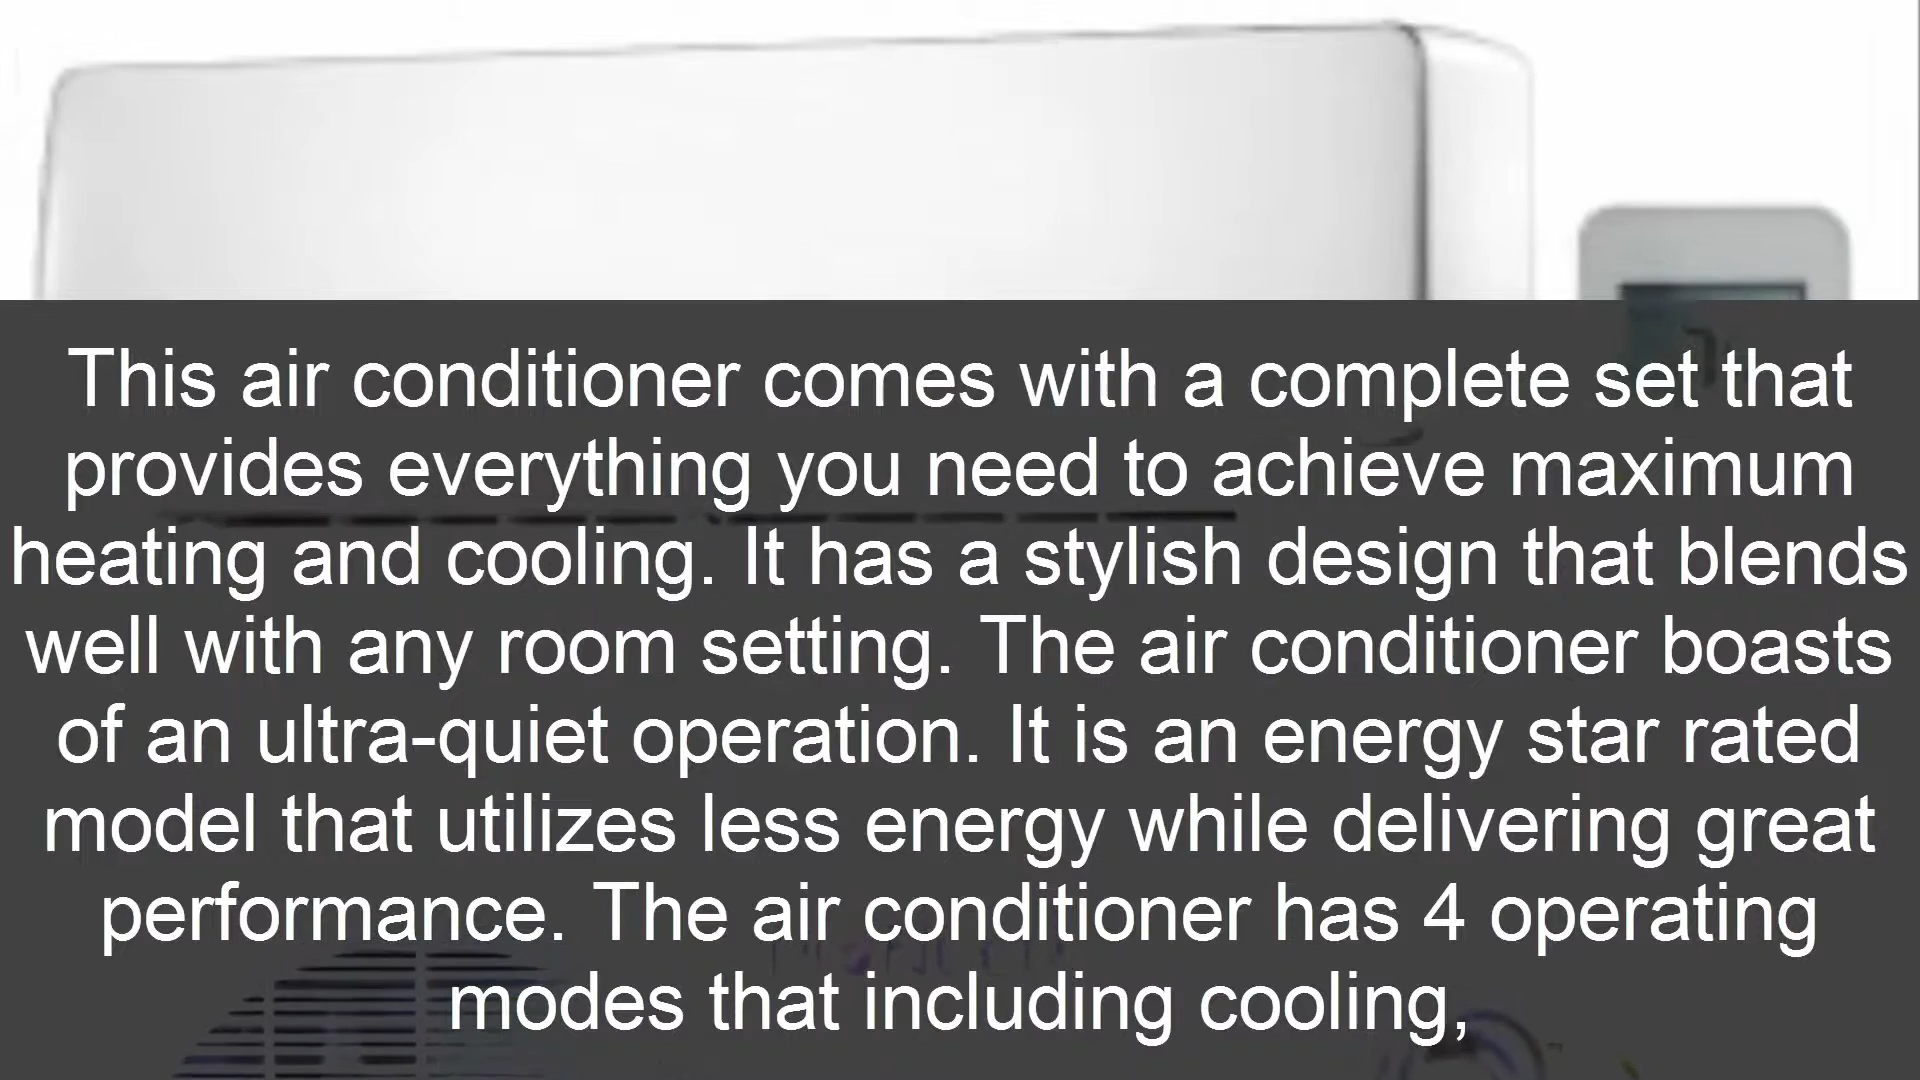 This air conditioner comes with a complete set that
provides everything you need to achieve maximum
heating and cooling. It has a stylish design that blends
well with any room setting. The air conditioner boasts
of an ultra-quiet operation. It is an energy star rated
model that utilizes less energy while delivering great
performance. The air conditioner has 4 operating
modes that including cooling,